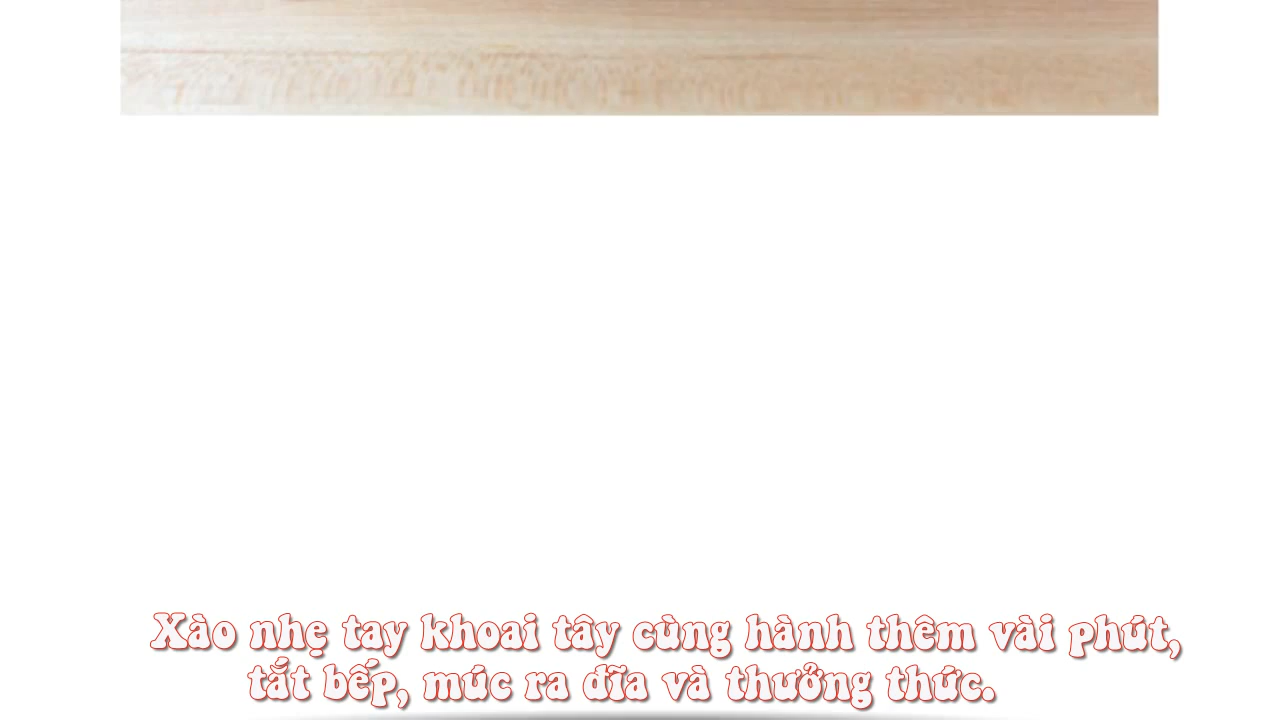 Xào nhẹ tay khoai tây cùng hành thêm vài phút,
tắt bếp, múc ra đĩa và thưởng thức.